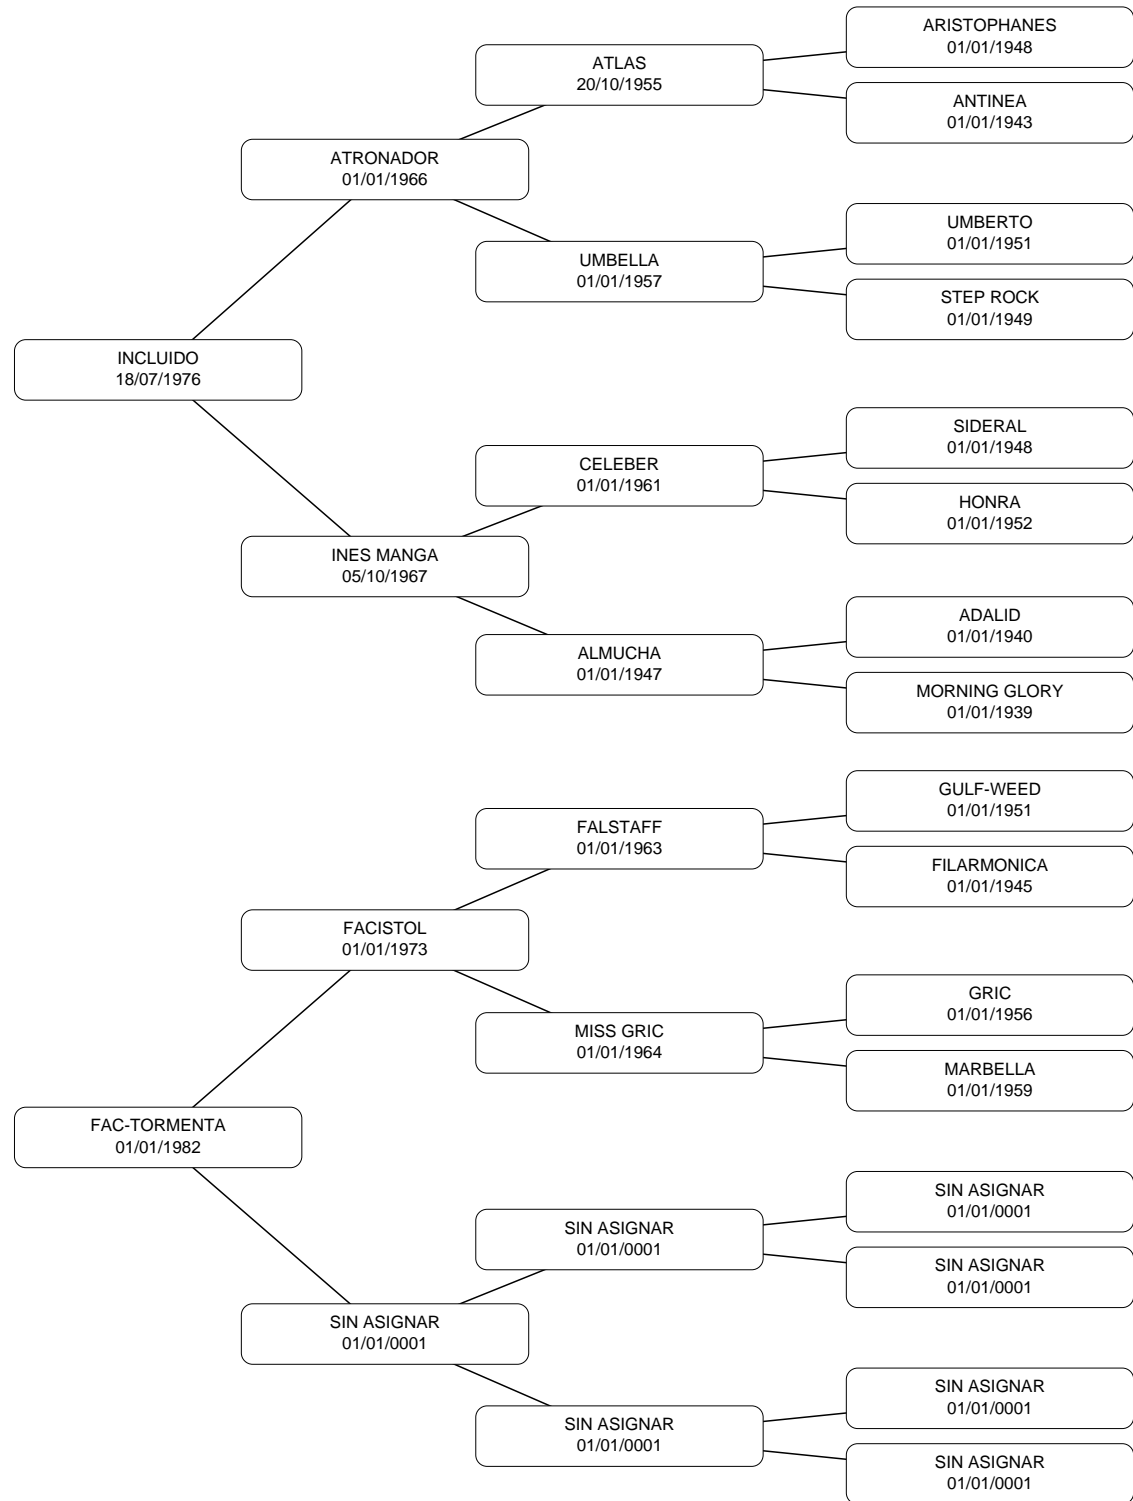 ARISTOPHANES
01/01/1948
ATLAS
20/10/1955
ANTINEA
01/01/1943
ATRONADOR
01/01/1966
UMBERTO
01/01/1951
UMBELLA
01/01/1957
STEP ROCK
01/01/1949
INCLUIDO
18/07/1976
SIDERAL
01/01/1948
CELEBER
01/01/1961
HONRA
01/01/1952
INES MANGA
05/10/1967
ADALID
01/01/1940
ALMUCHA
01/01/1947
MORNING GLORY
01/01/1939
GULF-WEED
01/01/1951
FALSTAFF
01/01/1963
FILARMONICA
01/01/1945
FACISTOL
01/01/1973
GRIC
01/01/1956
MISS GRIC
01/01/1964
MARBELLA
01/01/1959
FAC-TORMENTA
01/01/1982
SIN ASIGNAR
01/01/0001
SIN ASIGNAR
01/01/0001
SIN ASIGNAR
01/01/0001
SIN ASIGNAR
01/01/0001
SIN ASIGNAR
01/01/0001
SIN ASIGNAR
01/01/0001
SIN ASIGNAR
01/01/0001